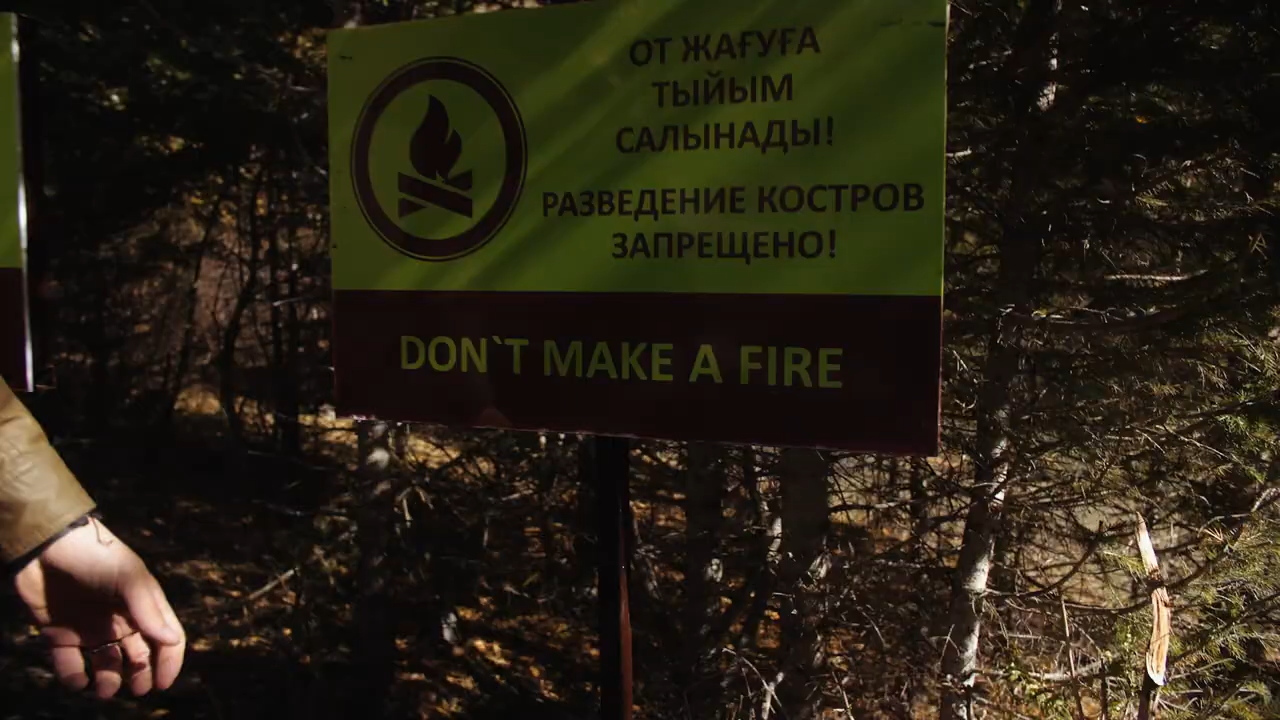 ОТ ЖАҒУҒА
ТЫЙЫМ
САЛЫНАДЫ!
РАЗВЕДЕНИЕ КОСТРОВ
ЗАПРЕЩЕНО!
DON`T MAKE A FIRE